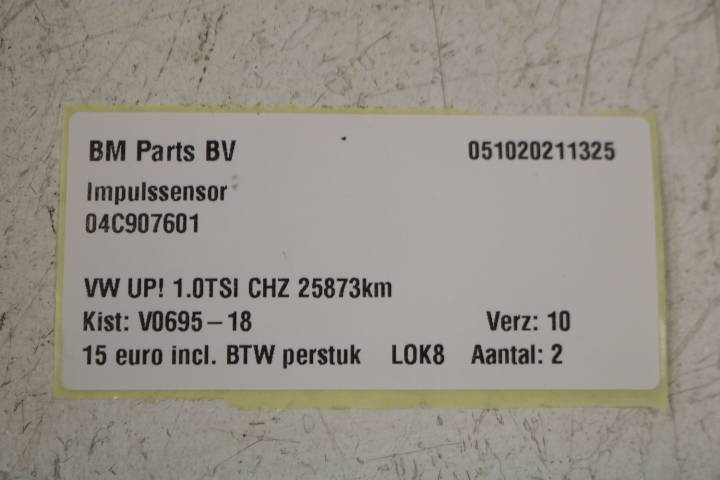 BM Parts BV 051020211325
Impulssensor
04C907601
VW UP! 1.0TSI CHZ 25873km
Kist: V0695-18 Verz: 10
15 euro incl. BTW perstuk LOK8 Aantal: 2